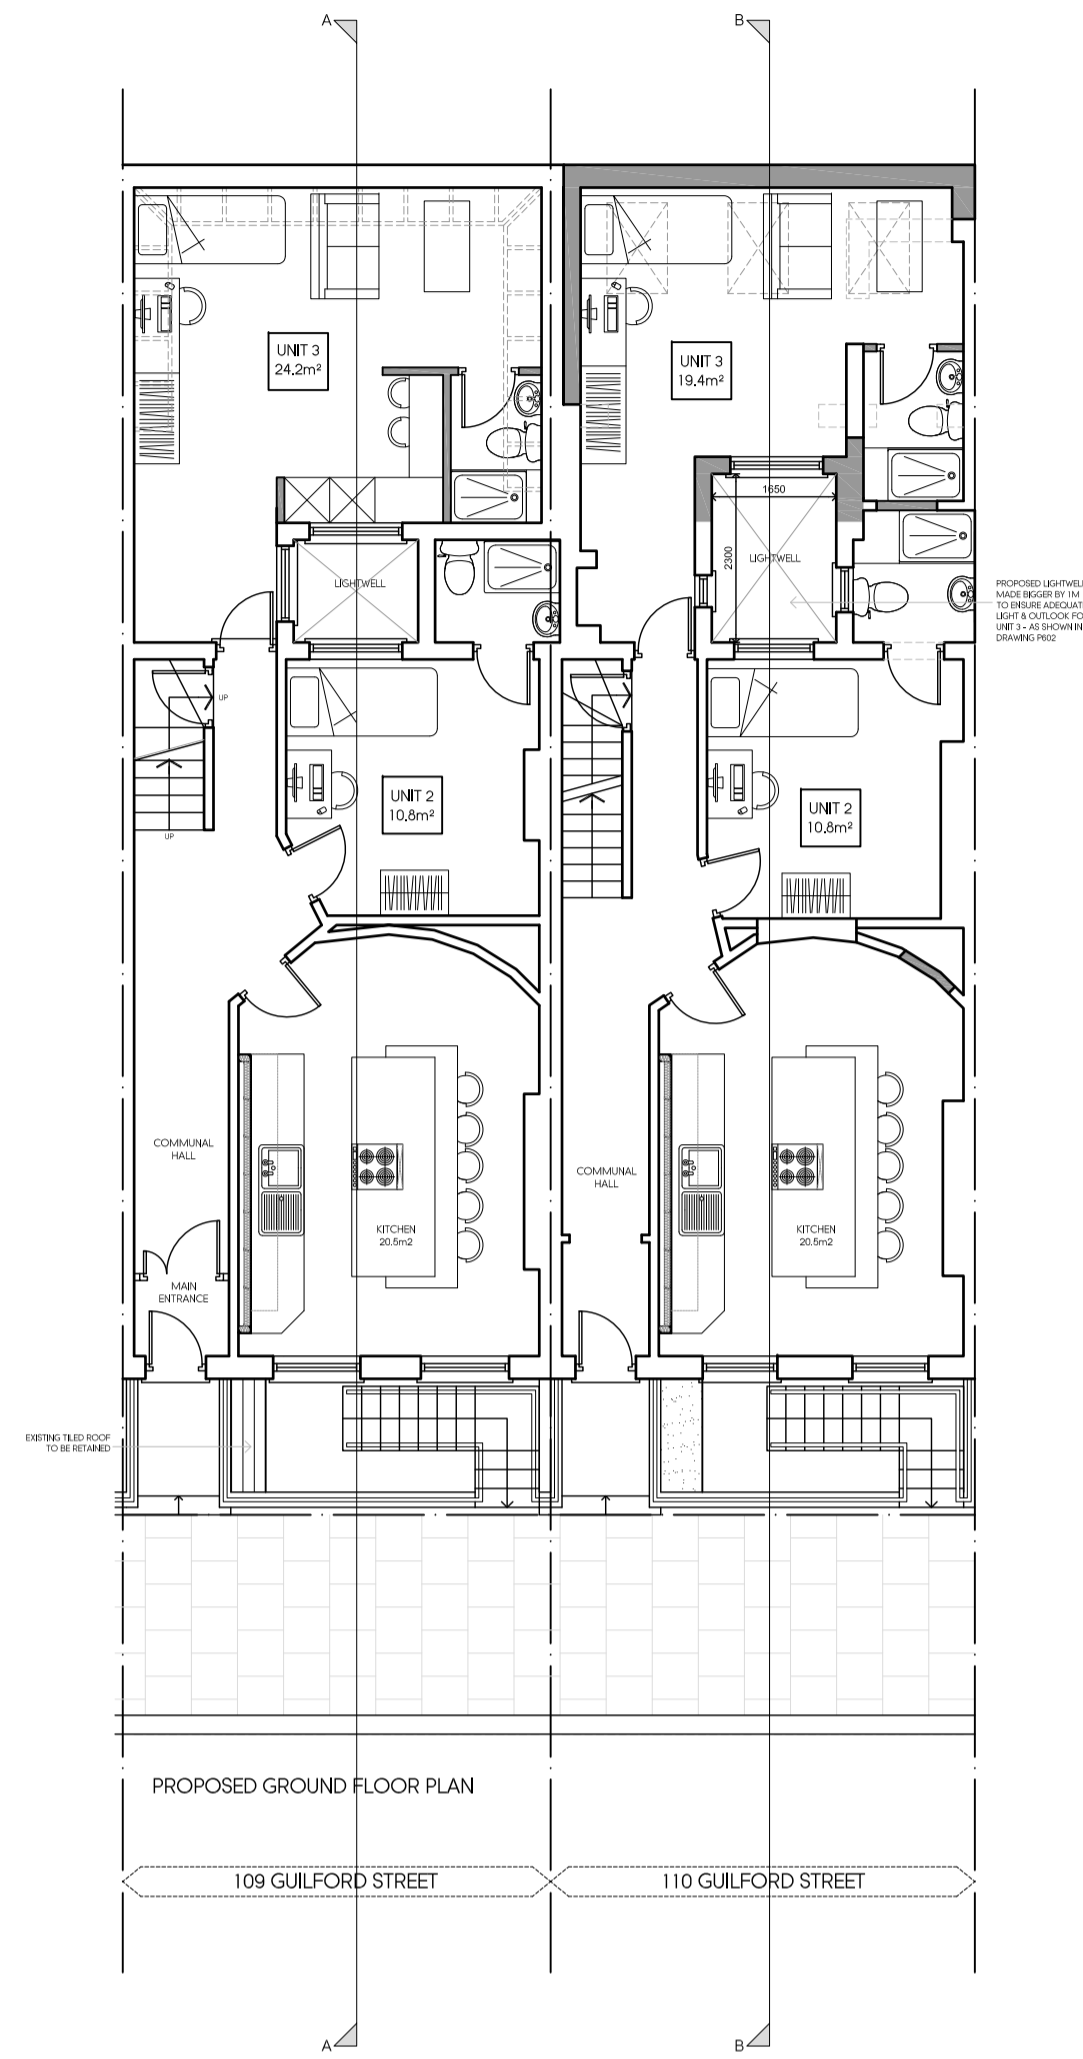 A
B
UNIT 3
24.2m²
UNIT 3
19.4m²
1650
2300
LIGHTWELL
LIGHTWELL
PROPOSED LIGHTWELL
MADE BIGGER BY 1M
TO ENSURE ADEQUATE
LIGHT & OUTLOOK FO
UNIT 3 - AS SHOWN IN
DRAWING P602
UP
UP
UNIT 2
10.8m²
UNIT 2
10.8m²
COMMUNAL
HALL
COMMUNAL
HALL
KITCHEN
20.5m2
KITCHEN
20.5m2
MAIN
ENTRANCE
EXISTING TILED ROOF
TO BE RETAINED
PROPOSED GROUND FLOOR PLAN
109 GUILFORD STREET
110 GUILFORD STREET
A
B